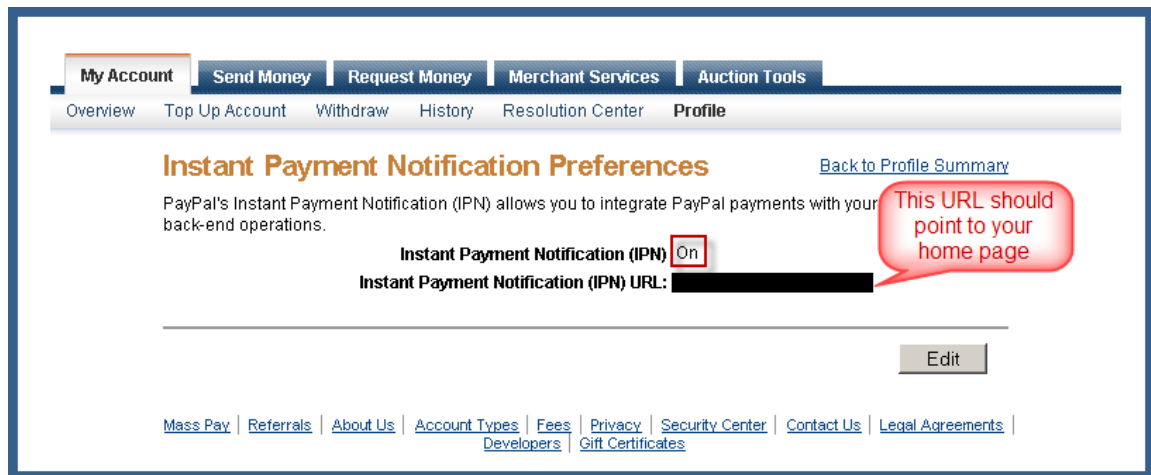 My Account Send Money Request Money Merchant Services Auction Tools
Overview Top Up Account Withdraw History Resolution Center Profile
Instant Payment Notification Preferences Back to Profile Summary
PayPal's Instant Payment Notification (IPN) allows you to integrate PayPal payments with your
back-end operations.
This URL should
point to your
home page
Instant Payment Notification (IPN) On
Instant Payment Notification (IPN) URL:
Edit
Mass Pay | Referrals | About Us | Account Types | Fees | Privacy | Security Center | Contact Us | Legal Agreements |
Developers | Gift Certificates